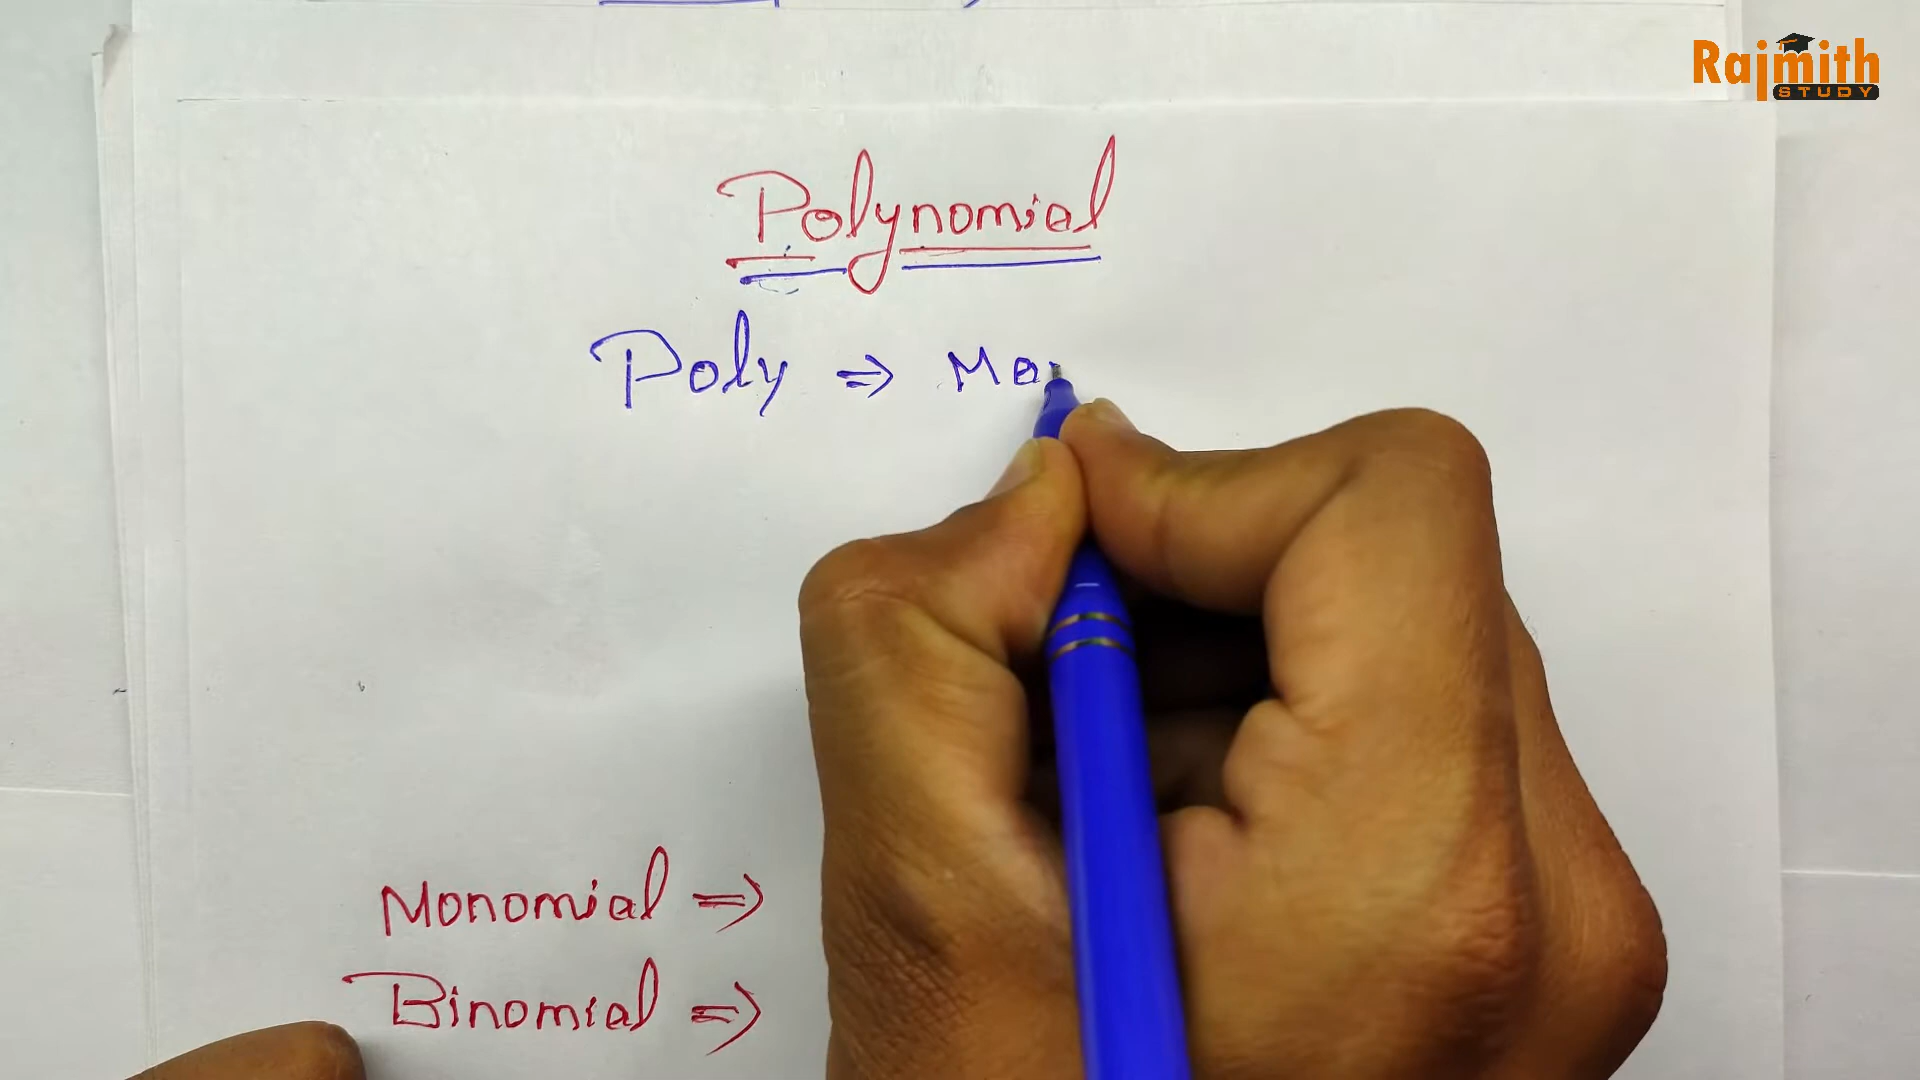 Rajmith
STUDY
Polynomial
Poly ⇒ Ma
Monomial ⇒
Binomial ⇒